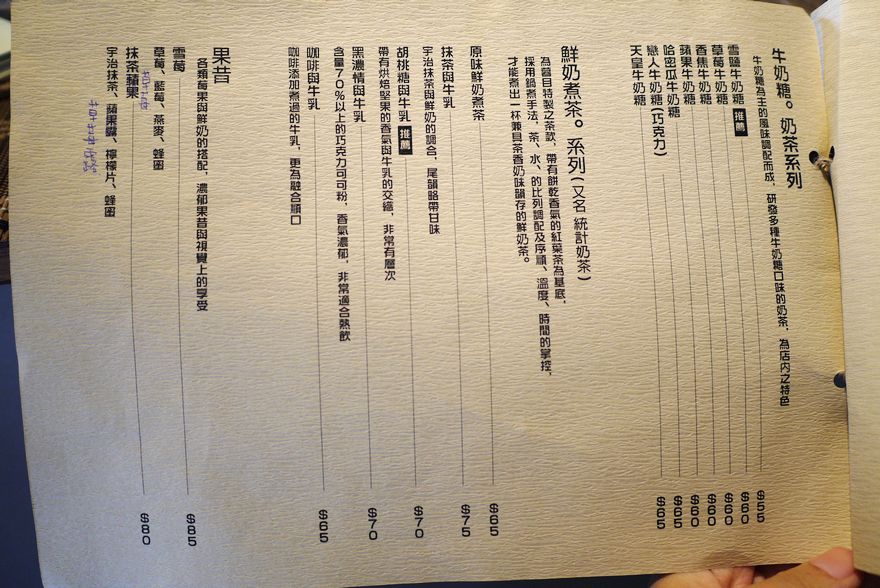 牛奶糖。奶茶系列
牛奶糖為主的風味調配而成，研發多種牛奶糖口味的奶茶，為店內之特色
雪鹽牛奶糖 推薦 $55
草莓牛奶糖 $60
香蕉牛奶糖 $60
蘋果牛奶糖 $60
哈密瓜牛奶糖 $60
戀人牛奶糖(巧克力) $65
天皇牛奶糖 $65
鮮奶煮茶。系列(又名 統計奶茶)
為嘗目特製之茶款，帶有餅乾香氣的紅葉茶為基底，
採用鍋煮手法，茶、水、的比列調配及序順、溫度、時間的掌控，
才能煮出一杯兼具茶香奶味韻存的鮮奶茶。
原味鮮奶煮茶 $65
抹茶與牛乳 $75
宇治抹茶與鮮奶的調合，尾韻略帶甘味
胡桃糖與牛乳 推薦 $70
帶有烘焙堅果的香氣與牛乳的交織，非常有層次
黑濃情與牛乳 $70
含量70%以上的巧克力可可粉，香氣濃郁，非常適合熱飲
咖啡與牛乳 $65
咖啡添加煮過的牛乳，更為融合順口
果昔
各類莓果與鮮奶的搭配，濃郁果昔與視覺上的享受
雪莓 $85
草莓、藍莓、燕麥、蜂蜜
草莓
抹茶蘋果 $80
宇治抹茶、蘋果露、檸檬片、蜂蜜
草莓露